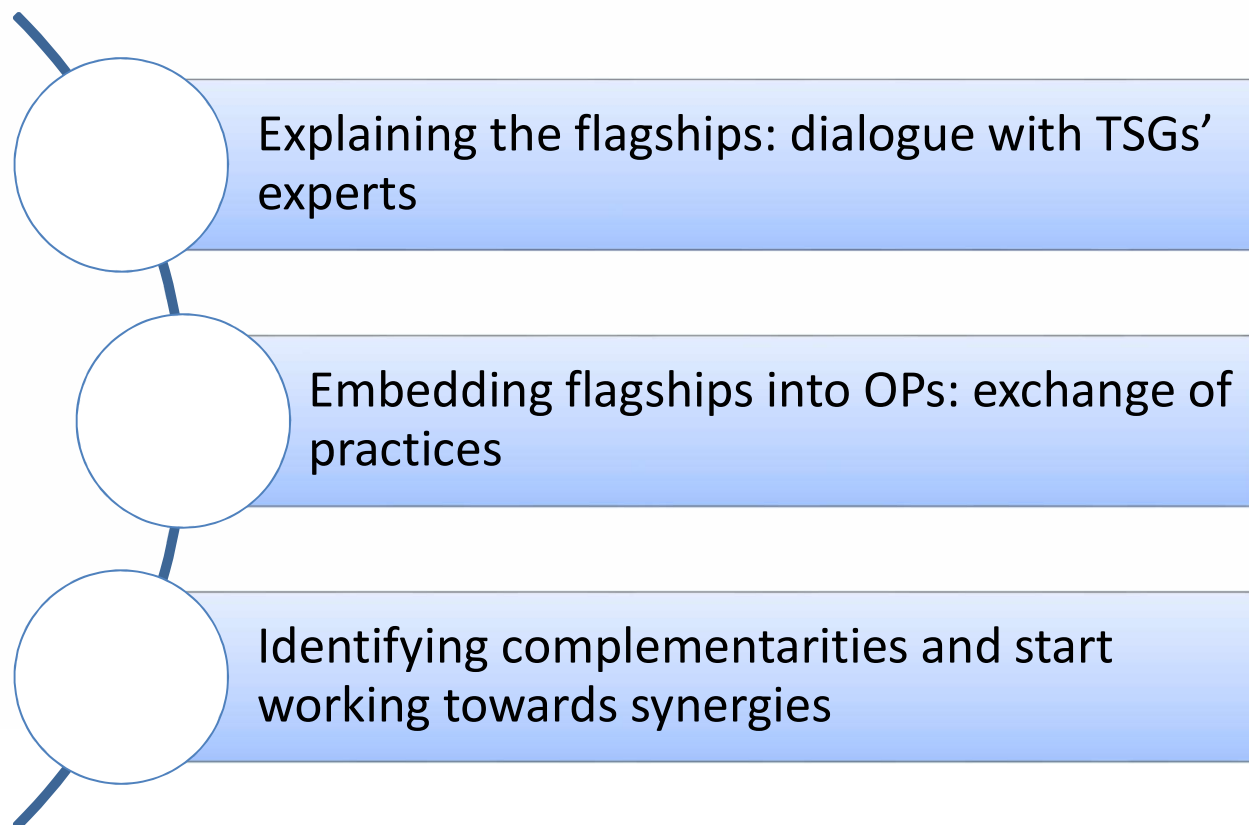 Explaining the flagships: dialogue with TSGs’
experts
Embedding flagships into OPs: exchange of
practices
Identifying complementarities and start
working towards synergies